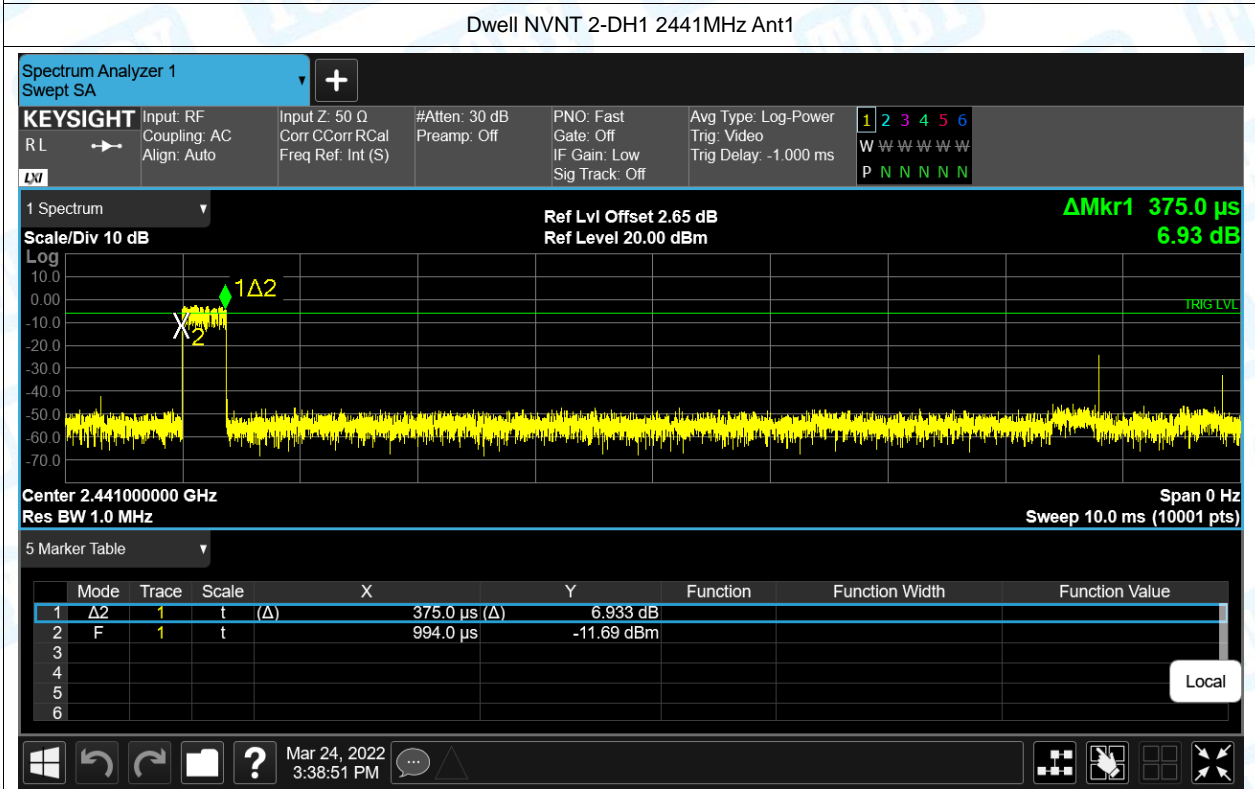 Dwell NVNT 2-DH1 2441MHz Ant1
Spectrum Analyzer 1
Swept SA
KEYSIGHT
RL
LXI
Input: RF
Coupling: AC
Align: Auto
Input Z: 50 Ω
Corr CCorr RCal
Freq Ref: Int (S)
#Atten: 30 dB
Preamp: Off
PNO: Fast
Gate: Off
IF Gain: Low
Sig Track: Off
Avg Type: Log-Power
Trig: Video
Trig Delay: -1.000 ms
1 2 3 4 5 6
W W W W W W
P N N N N N
1 Spectrum
Scale/Div 10 dB
Ref Lvl Offset 2.65 dB
Ref Level 20.00 dBm
ΔMkr1 375.0 µs
6.93 dB
Log
10.0
0.00
-10.0
-20.0
-30.0
-40.0
-50.0
-60.0
-70.0
1Δ2
2
TRIG LVL
Center 2.441000000 GHz
Res BW 1.0 MHz
Span 0 Hz
Sweep 10.0 ms (10001 pts)
5 Marker Table
Mode Trace Scale X Y Function Function Width Function Value
1 Δ2 1 t (Δ) 375.0 µs (Δ) 6.933 dB
2 F 1 t 994.0 µs -11.69 dBm
3
4
5
6
Local
?
Mar 24, 2022
3:38:51 PM
TOBY